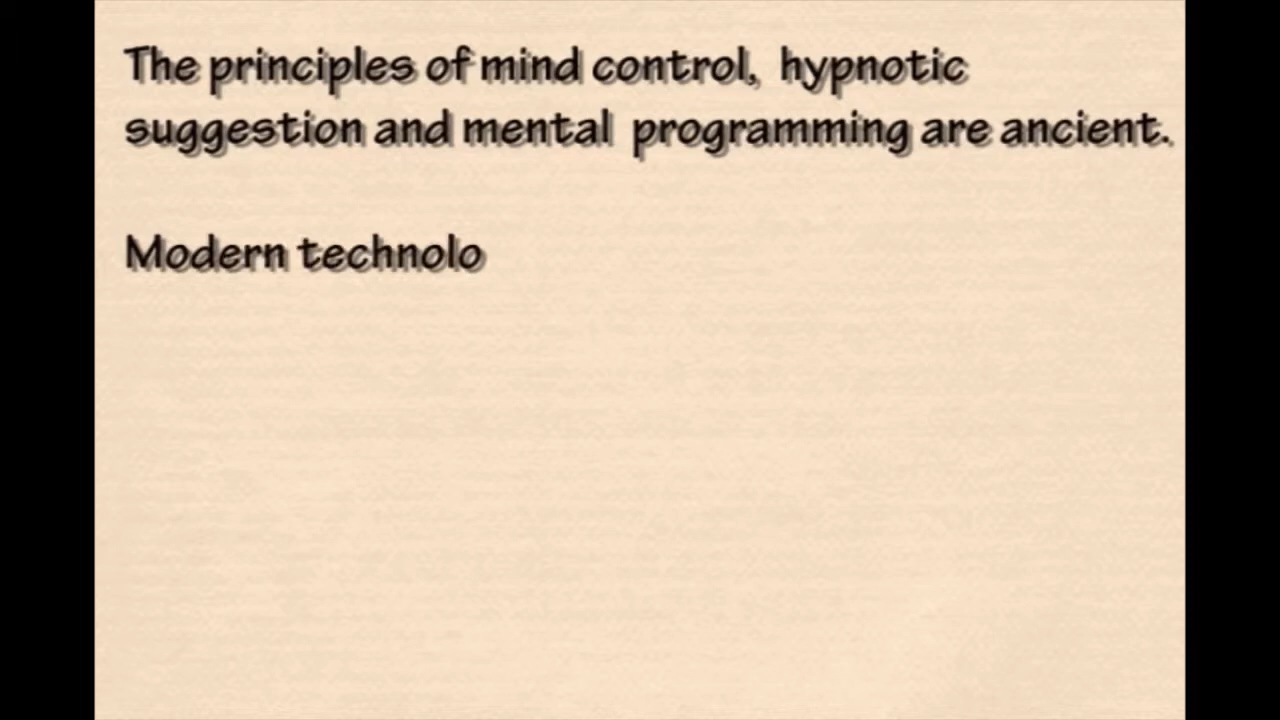 The principles of mind control, hypnotic
suggestion and mental programming are ancient.
Modern technolo